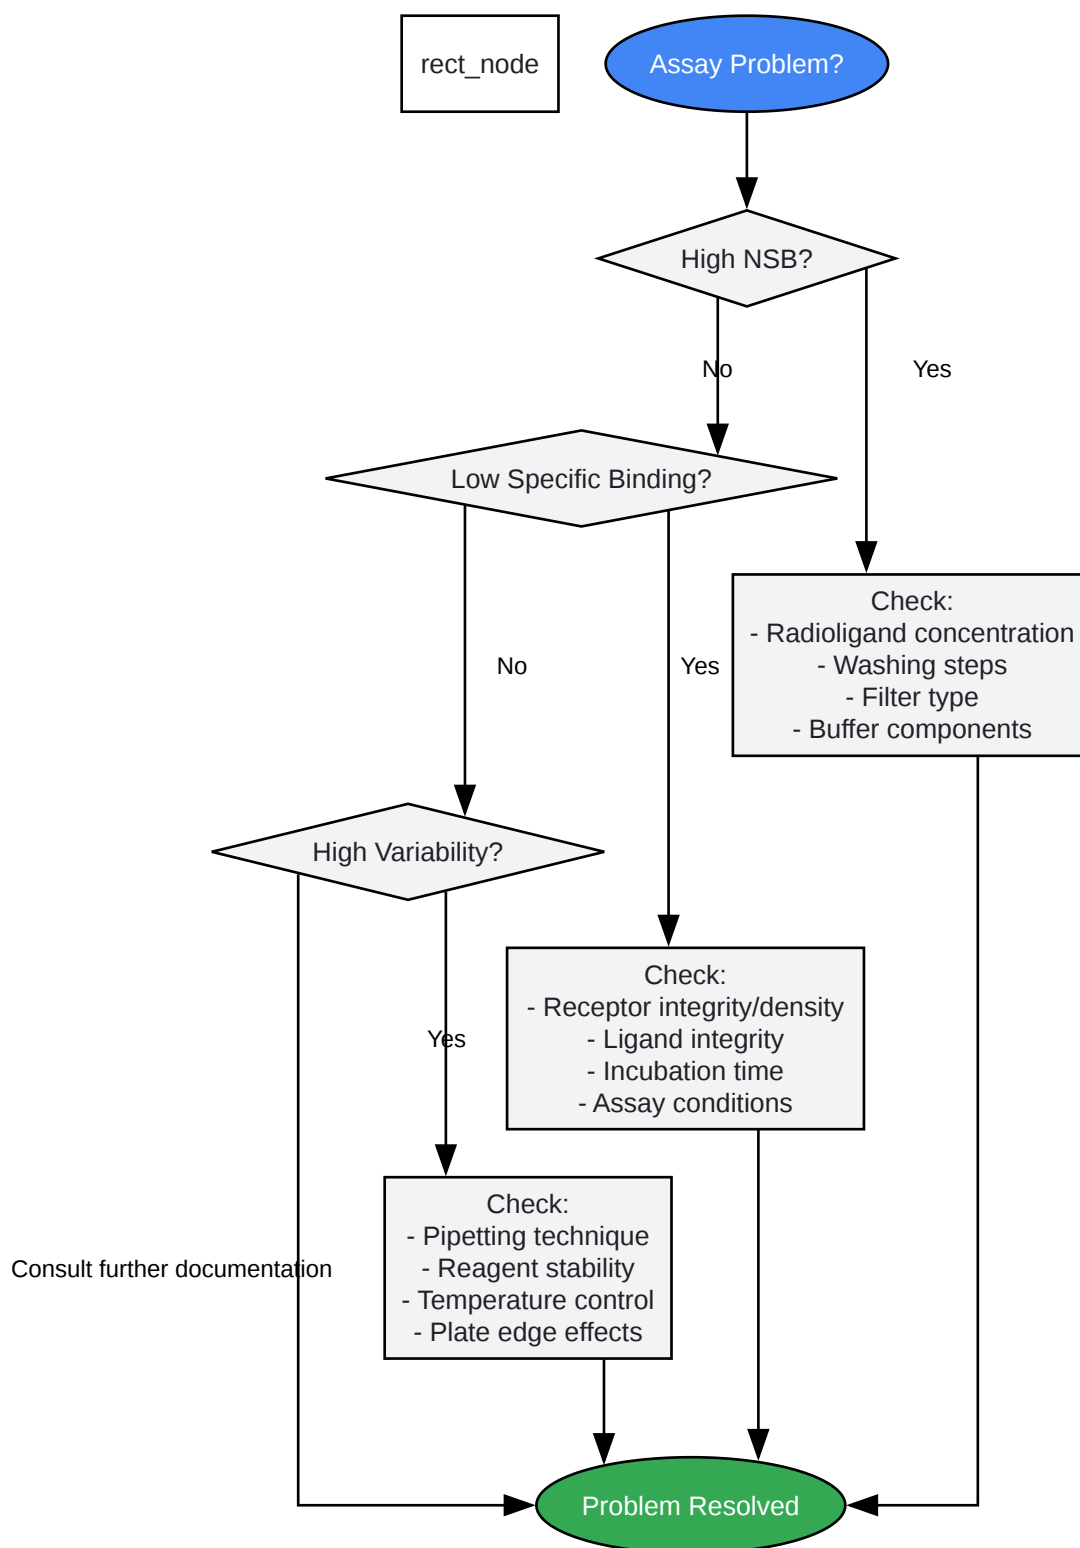 rect_node
Assay Problem?
High NSB?
No
Yes
Low Specific Binding?
Check:
- Radioligand concentration
- Washing steps
- Filter type
- Buffer components
No
Yes
High Variability?
Check:
- Receptor integrity/density
- Ligand integrity
- Incubation time
- Assay conditions
Yes
Check:
- Pipetting technique
- Reagent stability
- Temperature control
- Plate edge effects
Consult further documentation
Problem Resolved